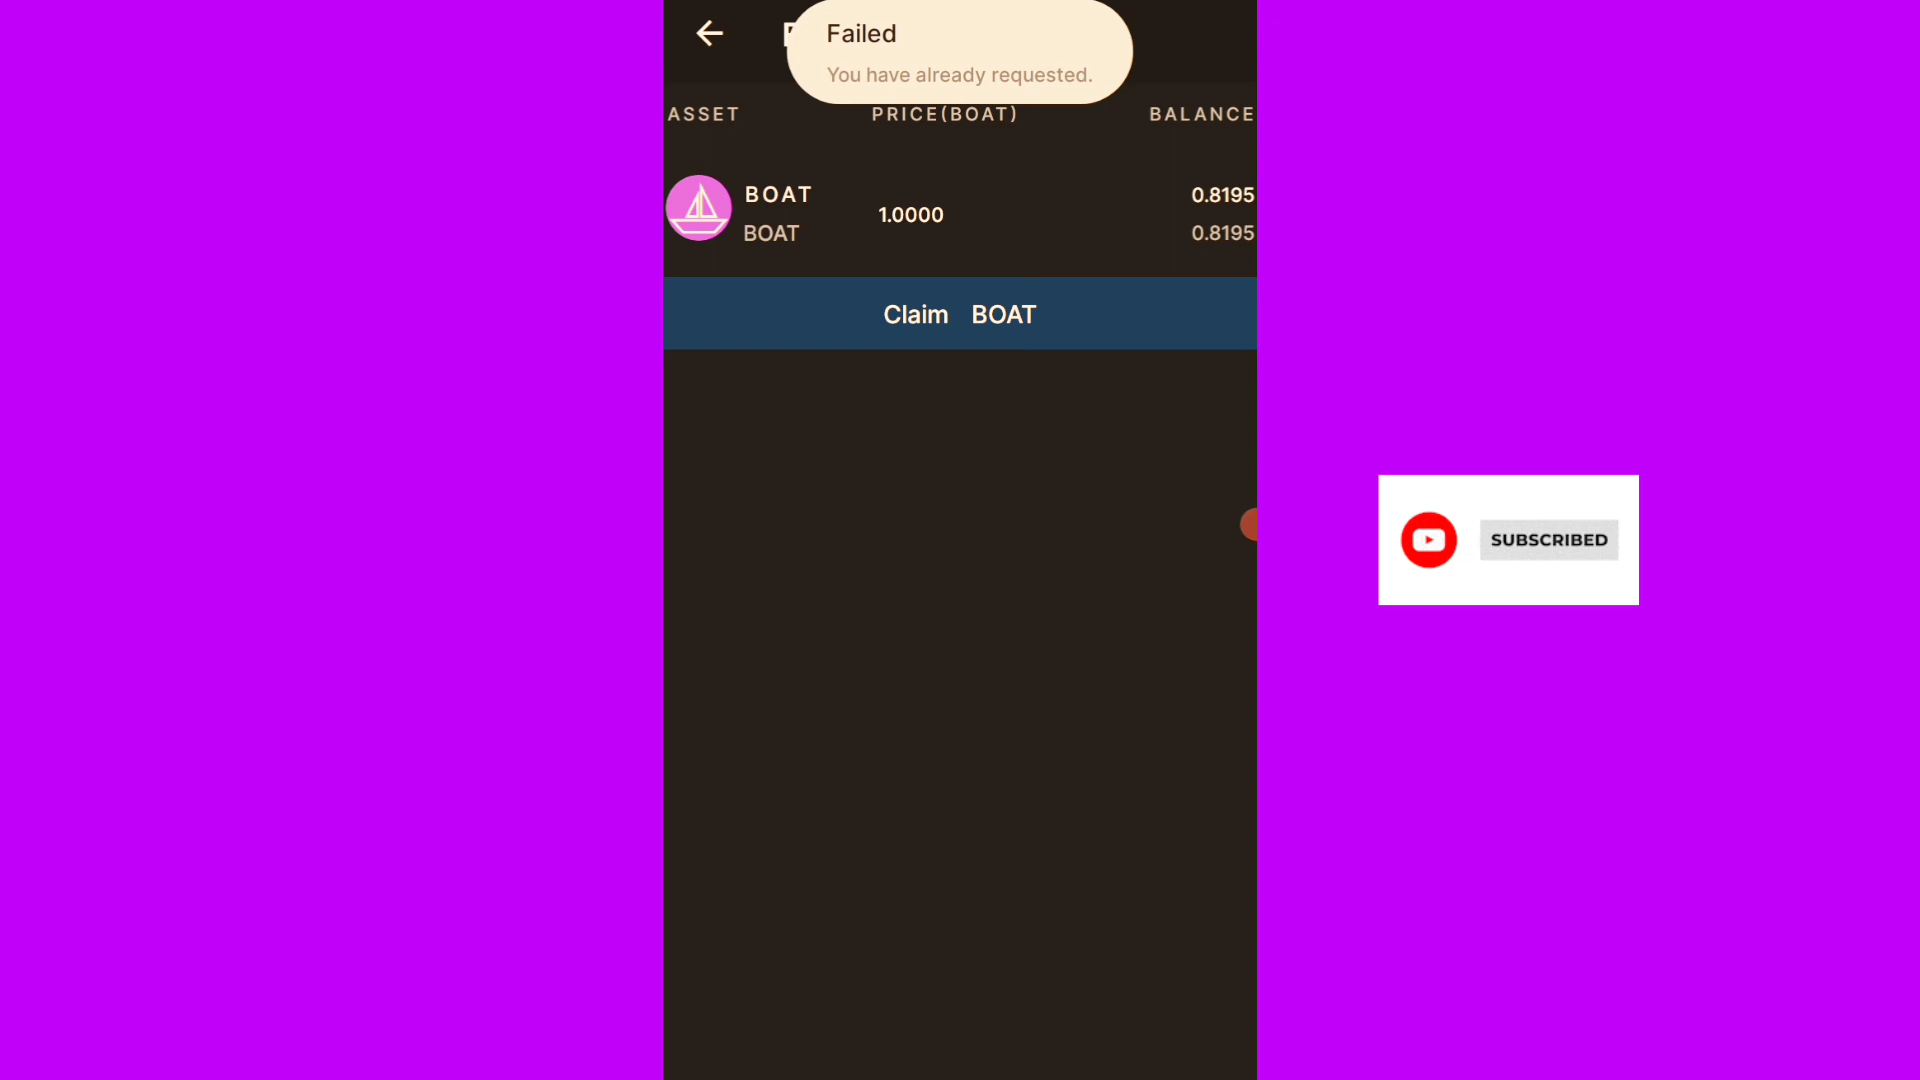 Failed
You have already requested.
ASSET PRICE(BOAT) BALANCE
BOAT 0.8195
1.0000
BOAT 0.8195
Claim BOAT
SUBSCRIBED